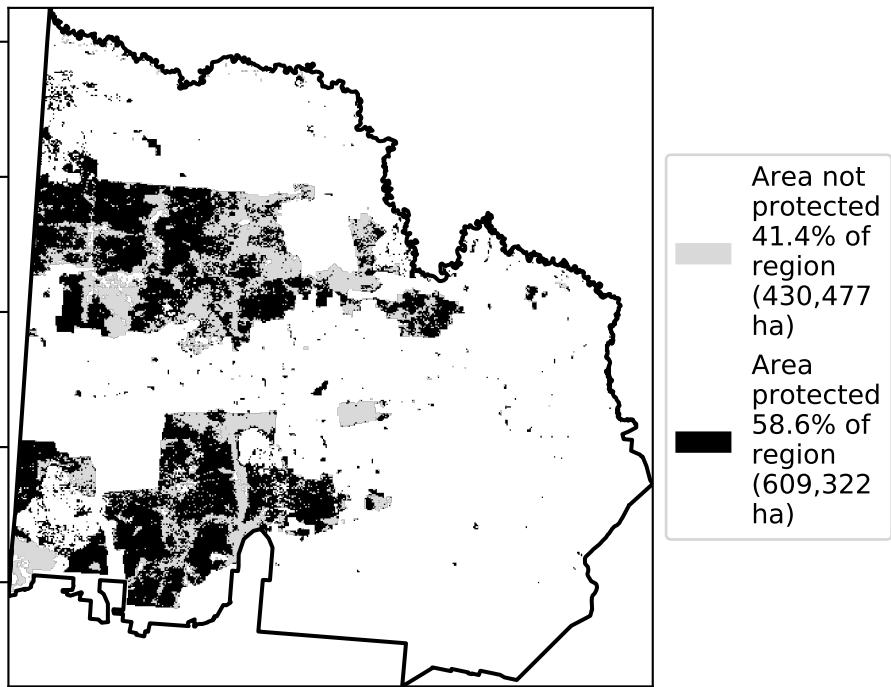 Area not
protected
41.4% of
region
(430,477
ha)
Area
protected
58.6% of
region
(609,322
ha)